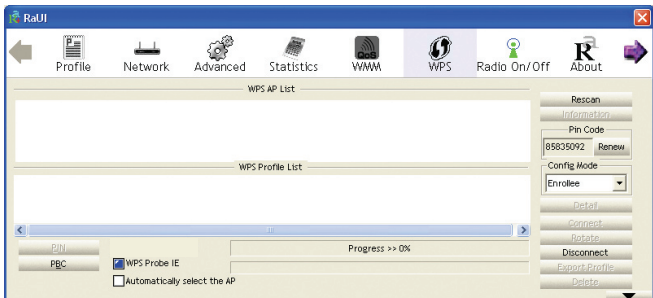 RaUI
Profile Network Advanced Statistics WMM WPS Radio On/Off About
QoS
WPS AP List
Rescan
Information
Pin Code
85835092 Renew
WPS Profile List
Config Mode
Enrollee
Detail
Connect
Rotate
PIN Progress >> 0%
Disconnect
PBC WPS Probe IE
Export Profile
Automatically select the AP
Delete